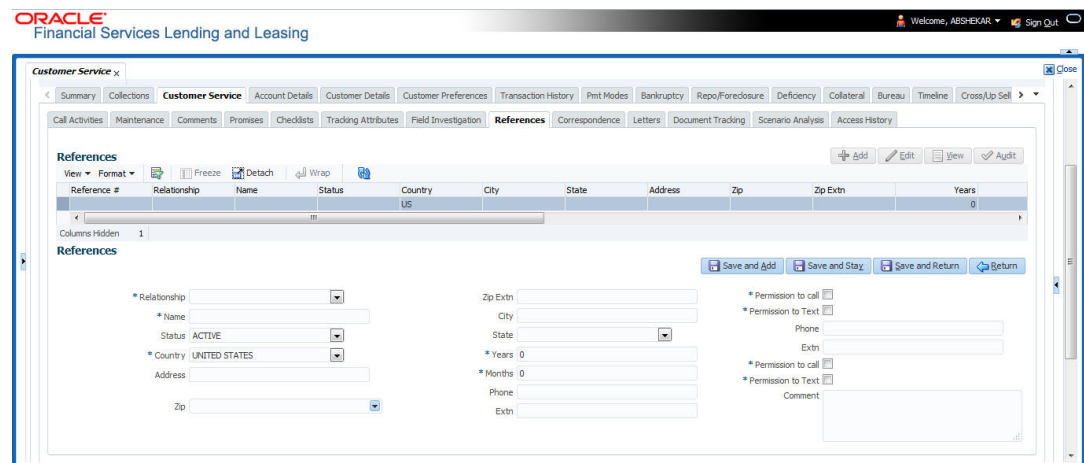 ORACLE®
Financial Services Lending and Leasing
Welcome, ABSHEKAR Sign Out
Customer Service x
Close
Summary Collections Customer Service Account Details Customer Details Customer Preferences Transaction History Pmt Modes Bankruptcy Repo/Foreclosure Deficiency Collateral Bureau Timeline Cross/Up Sell
Call Activities Maintenance Comments Promises Checklists Tracking Attributes Field Investigation References Correspondence Letters Document Tracking Scenario Analysis Access History
References
Add Edit View Audit
View Format Freeze Detach Wrap
Reference # Relationship Name Status Country City State Address Zip Zip Extn Years
US 0
Columns Hidden 1
References
Save and Add Save and Stay Save and Return Return
* Relationship
* Name
Status ACTIVE
* Country UNITED STATES
Address
Zip
Zip Extn
City
State
* Years 0
* Months 0
Phone
Extn
* Permission to call
* Permission to Text
Phone
Extn
* Permission to call
* Permission to Text
Comment